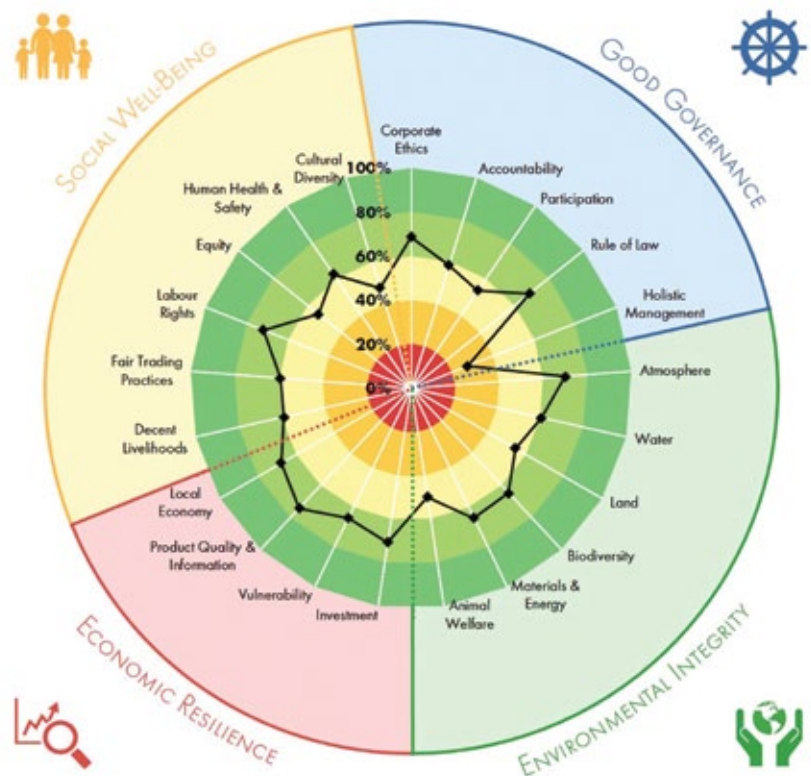 SOCIAL WELL-BEING
GOOD GOVERNANCE
Corporate
Ethics
Accountability
Participation
Rule of Law
Holistic
Management
Atmosphere
Water
Land
Biodiversity
Materials &
Energy
Animal
Welfare
Investment
Vulnerability
Product Quality &
Information
Local
Economy
Decent
Livelihoods
Fair Trading
Practices
Labour
Rights
Equity
Human Health &
Safety
Cultural
Diversity
100%
80%
60%
40%
20%
0%
ECONOMIC RESILIENCE
ENVIRONMENTAL INTEGRITY